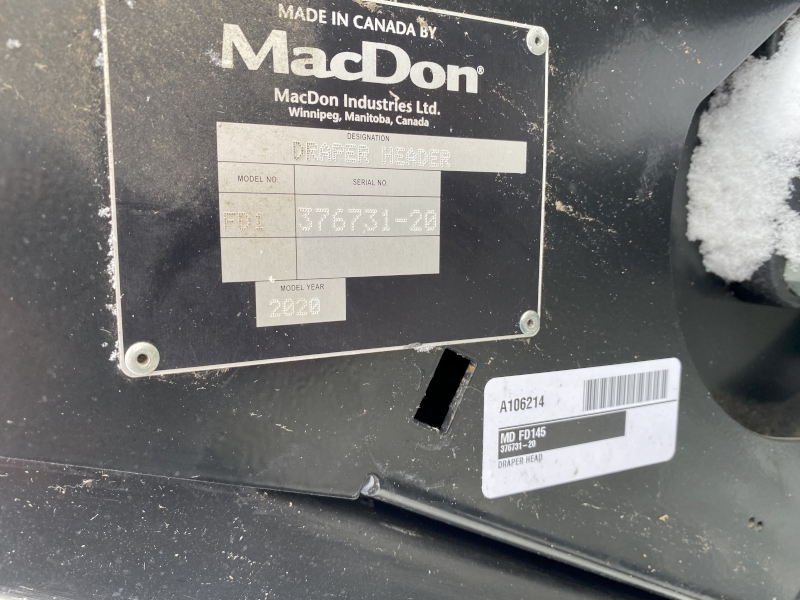 MADE IN CANADA BY
MacDon®
MacDon Industries Ltd.
Winnipeg, Manitoba, Canada
DESIGNATION
DRAPER HEADER
MODEL NO.
SERIAL NO.
FD1
376731-20
MODEL YEAR
2020
A106214
MD FD145
376731-20
DRAPER HEAD